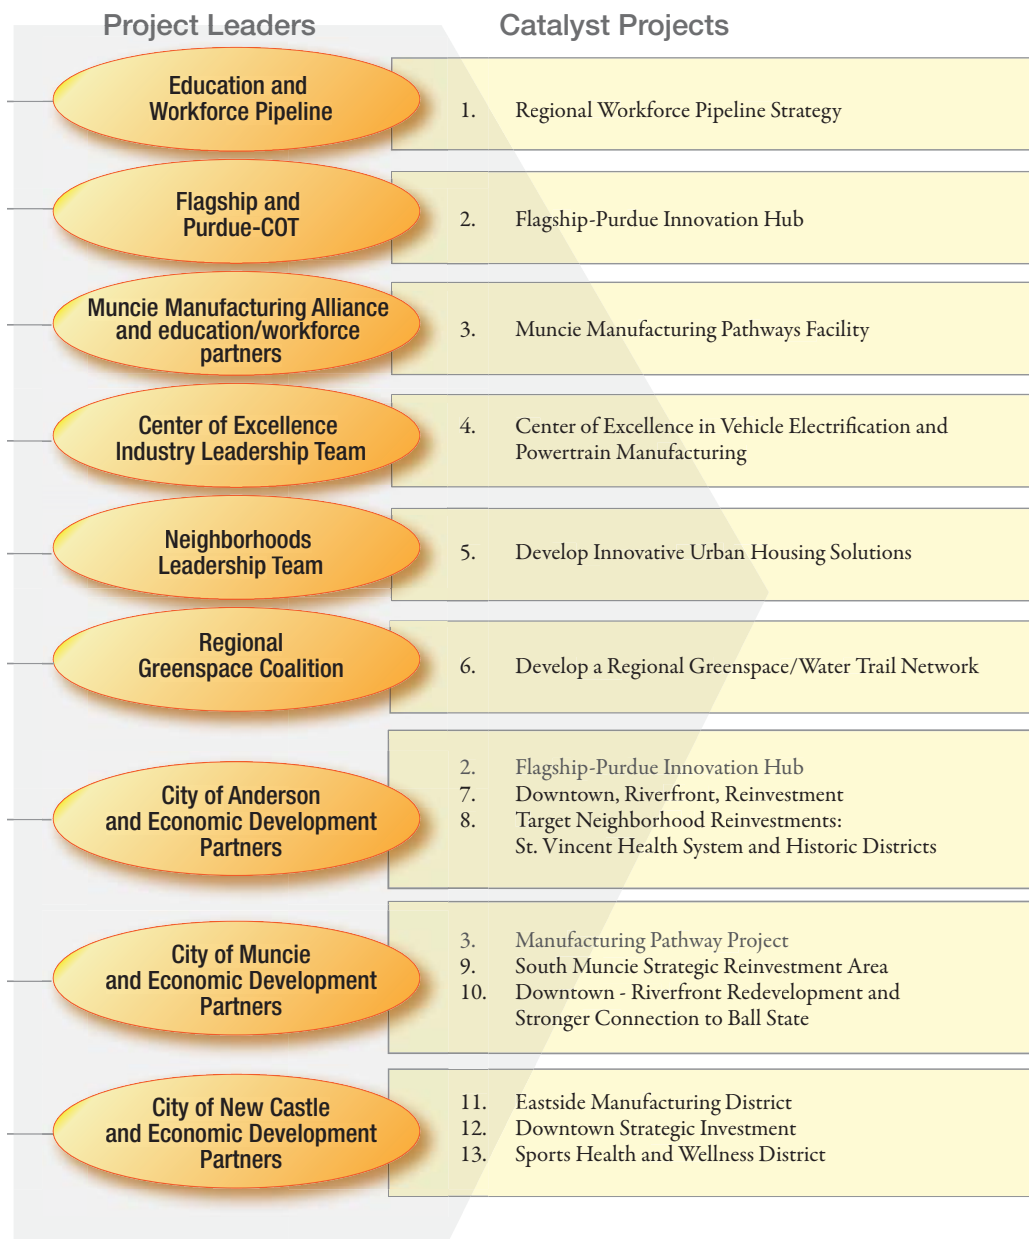 Project Leaders
Catalyst Projects
Education and
Workforce Pipeline
1. Regional Workforce Pipeline Strategy
Flagship and
Purdue-COT
2. Flagship-Purdue Innovation Hub
Muncie Manufacturing Alliance
and education/workforce
partners
3. Muncie Manufacturing Pathways Facility
Center of Excellence
Industry Leadership Team
4. Center of Excellence in Vehicle Electrification and
Powertrain Manufacturing
Neighborhoods
Leadership Team
5. Develop Innovative Urban Housing Solutions
Regional
Greenspace Coalition
6. Develop a Regional Greenspace/Water Trail Network
City of Anderson
and Economic Development
Partners
2. Flagship-Purdue Innovation Hub
7. Downtown, Riverfront, Reinvestment
8. Target Neighborhood Reinvestments:
St. Vincent Health System and Historic Districts
City of Muncie
and Economic Development
Partners
3. Manufacturing Pathway Project
9. South Muncie Strategic Reinvestment Area
10. Downtown - Riverfront Redevelopment and
Stronger Connection to Ball State
City of New Castle
and Economic Development
Partners
11. Eastside Manufacturing District
12. Downtown Strategic Investment
13. Sports Health and Wellness District